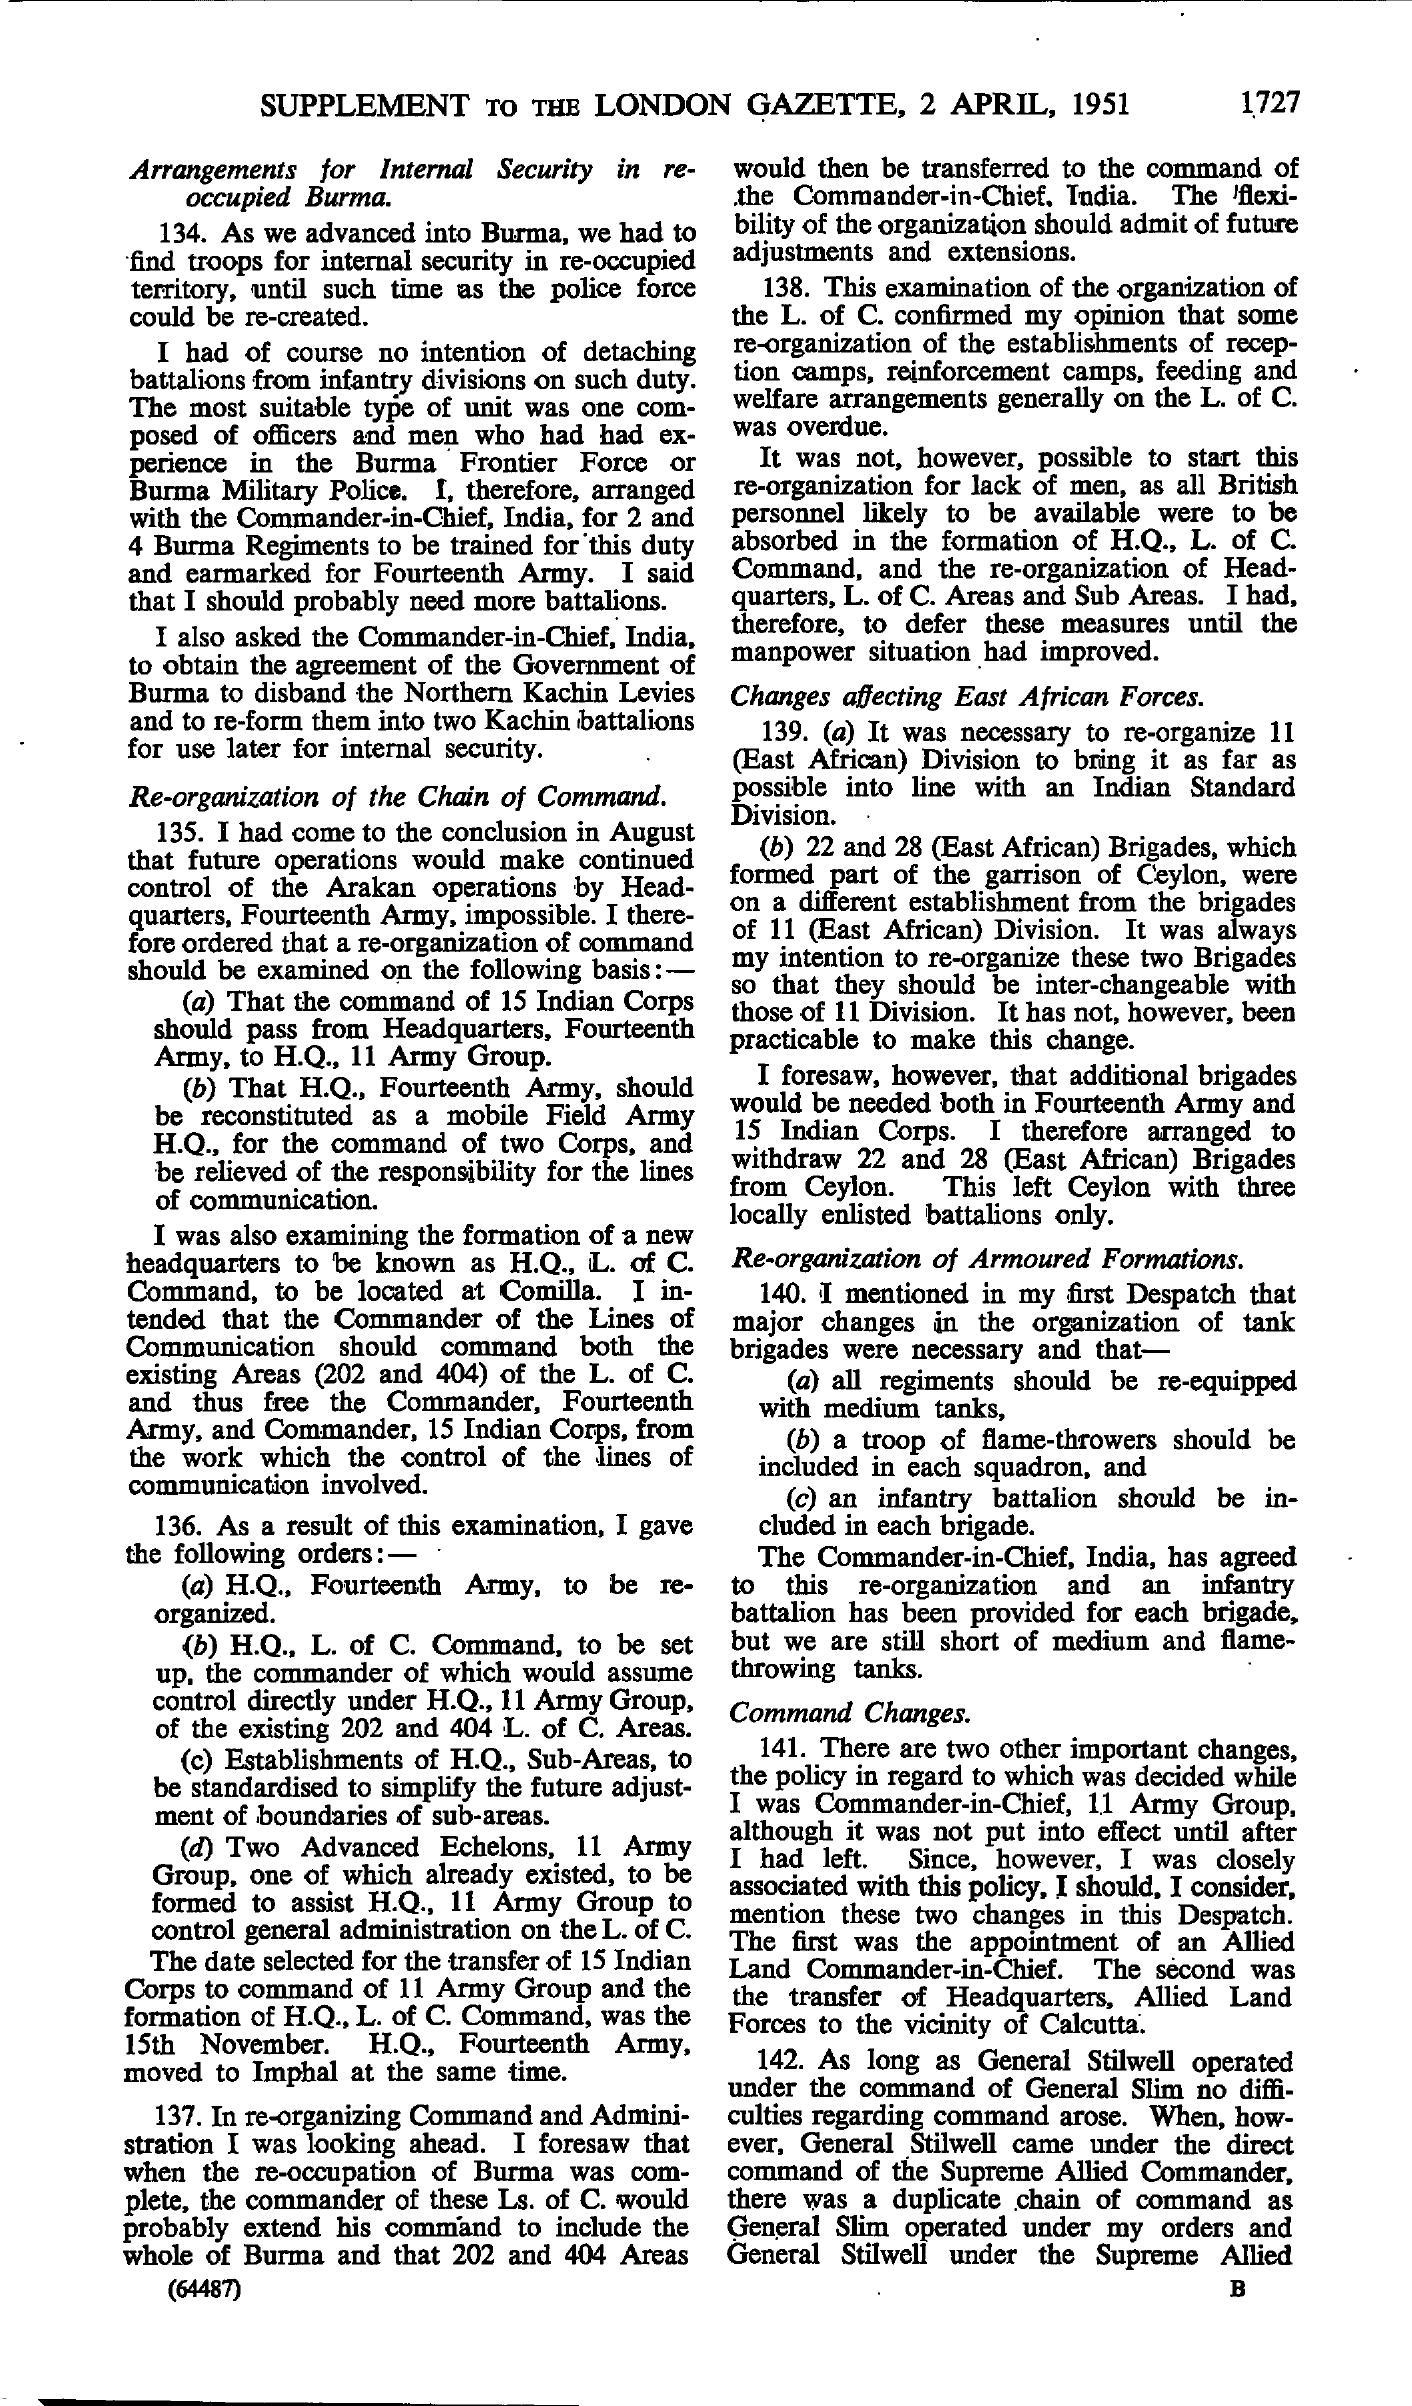 SUPPLEMENT TO THE LONDON GAZETTE, 2 APRIL, 1951 1727
Arrangements for Internal Security in re-
occupied Burma.
134. As we advanced into Burma, we had to
find troops for internal security in re-occupied
territory, until such time as the police force
could be re-created.
I had of course no intention of detaching
battalions from infantry divisions on such duty.
The most suitable type of unit was one com-
posed of officers and men who had had ex-
perience in the Burma Frontier Force or
Burma Military Police. I, therefore, arranged
with the Commander-in-Chief, India, for 2 and
4 Burma Regiments to be trained for this duty
and earmarked for Fourteenth Army. I said
that I should probably need more battalions.
I also asked the Commander-in-Chief, India,
to obtain the agreement of the Government of
Burma to disband the Northern Kachin Levies
and to re-form them into two Kachin battalions
for use later for internal security.
Re-organization of the Chain of Command.
135. I had come to the conclusion in August
that future operations would make continued
control of the Arakan operations by Head-
quarters, Fourteenth Army, impossible. I there-
fore ordered that a re-organization of command
should be examined on the following basis:—
(a) That the command of 15 Indian Corps
should pass from Headquarters, Fourteenth
Army, to H.Q., 11 Army Group.
(b) That H.Q., Fourteenth Army, should
be reconstituted as a mobile Field Army
H.Q., for the command of two Corps, and
be relieved of the responsibility for the lines
of communication.
I was also examining the formation of a new
headquarters to be known as H.Q., L. of C.
Command, to be located at Comilla. I in-
tended that the Commander of the Lines of
Communication should command both the
existing Areas (202 and 404) of the L. of C.
and thus free the Commander, Fourteenth
Army, and Commander, 15 Indian Corps, from
the work which the control of the lines of
communication involved.
136. As a result of this examination, I gave
the following orders:—
(a) H.Q., Fourteenth Army, to be re-
organized.
(b) H.Q., L. of C. Command, to be set
up, the commander of which would assume
control directly under H.Q., 11 Army Group,
of the existing 202 and 404 L. of C. Areas.
(c) Establishments of H.Q., Sub-Areas, to
be standardised to simplify the future adjust-
ment of boundaries of sub-areas.
(d) Two Advanced Echelons, 11 Army
Group, one of which already existed, to be
formed to assist H.Q., 11 Army Group to
control general administration on the L. of C.
The date selected for the transfer of 15 Indian
Corps to command of 11 Army Group and the
formation of H.Q., L. of C. Command, was the
15th November. H.Q., Fourteenth Army,
moved to Imphal at the same time.
137. In re-organizing Command and Admini-
stration I was looking ahead. I foresaw that
when the re-occupation of Burma was com-
plete, the commander of these Ls. of C. would
probably extend his command to include the
whole of Burma and that 202 and 404 Areas
(64487)
would then be transferred to the command of
the Commander-in-Chief, India. The flexi-
bility of the organization should admit of future
adjustments and extensions.
138. This examination of the organization of
the L. of C. confirmed my opinion that some
re-organization of the establishments of recep-
tion camps, reinforcement camps, feeding and
welfare arrangements generally on the L. of C.
was overdue.
It was not, however, possible to start this
re-organization for lack of men, as all British
personnel likely to be available were to be
absorbed in the formation of H.Q., L. of C.
Command, and the re-organization of Head-
quarters, L. of C. Areas and Sub Areas. I had,
therefore, to defer these measures until the
manpower situation had improved.
Changes affecting East African Forces.
139. (a) It was necessary to re-organize 11
(East African) Division to bring it as far as
possible into line with an Indian Standard
Division.
(b) 22 and 28 (East African) Brigades, which
formed part of the garrison of Ceylon, were
on a different establishment from the brigades
of 11 (East African) Division. It was always
my intention to re-organize these two Brigades
so that they should be inter-changeable with
those of 11 Division. It has not, however, been
practicable to make this change.
I foresaw, however, that additional brigades
would be needed both in Fourteenth Army and
15 Indian Corps. I therefore arranged to
withdraw 22 and 28 (East African) Brigades
from Ceylon. This left Ceylon with three
locally enlisted battalions only.
Re-organization of Armoured Formations.
140. I mentioned in my first Despatch that
major changes in the organization of tank
brigades were necessary and that—
(a) all regiments should be re-equipped
with medium tanks,
(b) a troop of flame-throwers should be
included in each squadron, and
(c) an infantry battalion should be in-
cluded in each brigade.
The Commander-in-Chief, India, has agreed
to this re-organization and an infantry
battalion has been provided for each brigade,
but we are still short of medium and flame-
throwing tanks.
Command Changes.
141. There are two other important changes,
the policy in regard to which was decided while
I was Commander-in-Chief, 11 Army Group,
although it was not put into effect until after
I had left. Since, however, I was closely
associated with this policy, I should, I consider,
mention these two changes in this Despatch.
The first was the appointment of an Allied
Land Commander-in-Chief. The second was
the transfer of Headquarters, Allied Land
Forces to the vicinity of Calcutta.
142. As long as General Stilwell operated
under the command of General Slim no diffi-
culties regarding command arose. When, how-
ever, General Stilwell came under the direct
command of the Supreme Allied Commander,
there was a duplicate chain of command as
General Slim operated under my orders and
General Stilwell under the Supreme Allied
B